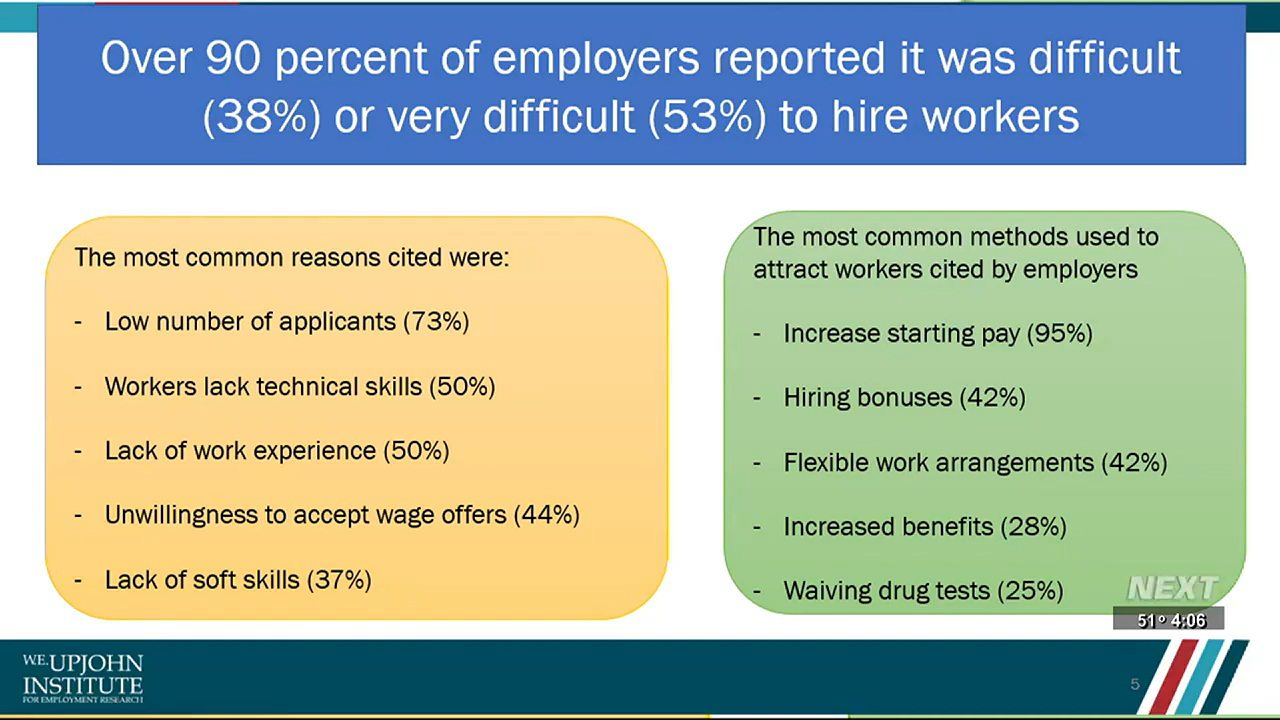 Over 90 percent of employers reported it was difficult
(38%) or very difficult (53%) to hire workers
The most common reasons cited were:
- Low number of applicants (73%)
- Workers lack technical skills (50%)
- Lack of work experience (50%)
- Unwillingness to accept wage offers (44%)
- Lack of soft skills (37%)
The most common methods used to
attract workers cited by employers
- Increase starting pay (95%)
- Hiring bonuses (42%)
- Flexible work arrangements (42%)
- Increased benefits (28%)
- Waiving drug tests (25%)
NEXT
51° 4:06
W.E. UPJOHN
INSTITUTE
FOR EMPLOYMENT RESEARCH
5